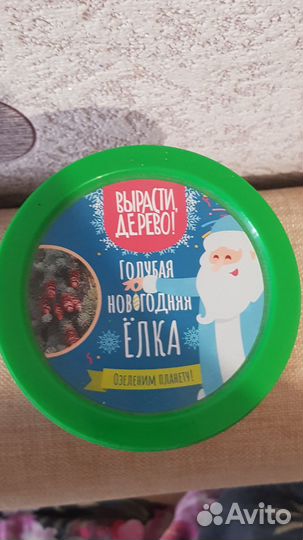 ВЫРАСТИ,
ДЕРЕВО!
ГОЛУБАЯ
НОВОГОДНЯЯ
ЁЛКА
ОЗЕЛЕНИМ ПЛАНЕТУ!
Avito